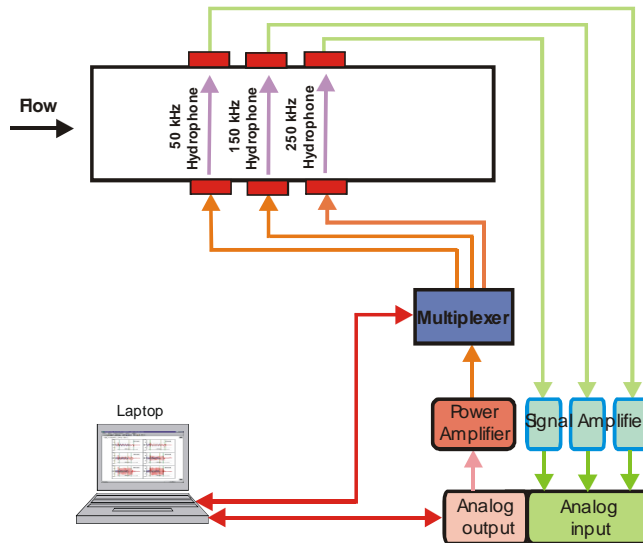 Flow
50 kHz
Hydrophone
150 kHz
Hydrophone
250 kHz
Hydrophone
Multiplexer
Laptop
Power
Amplifier
Signal Amplifier
Analog
output
Analog
input